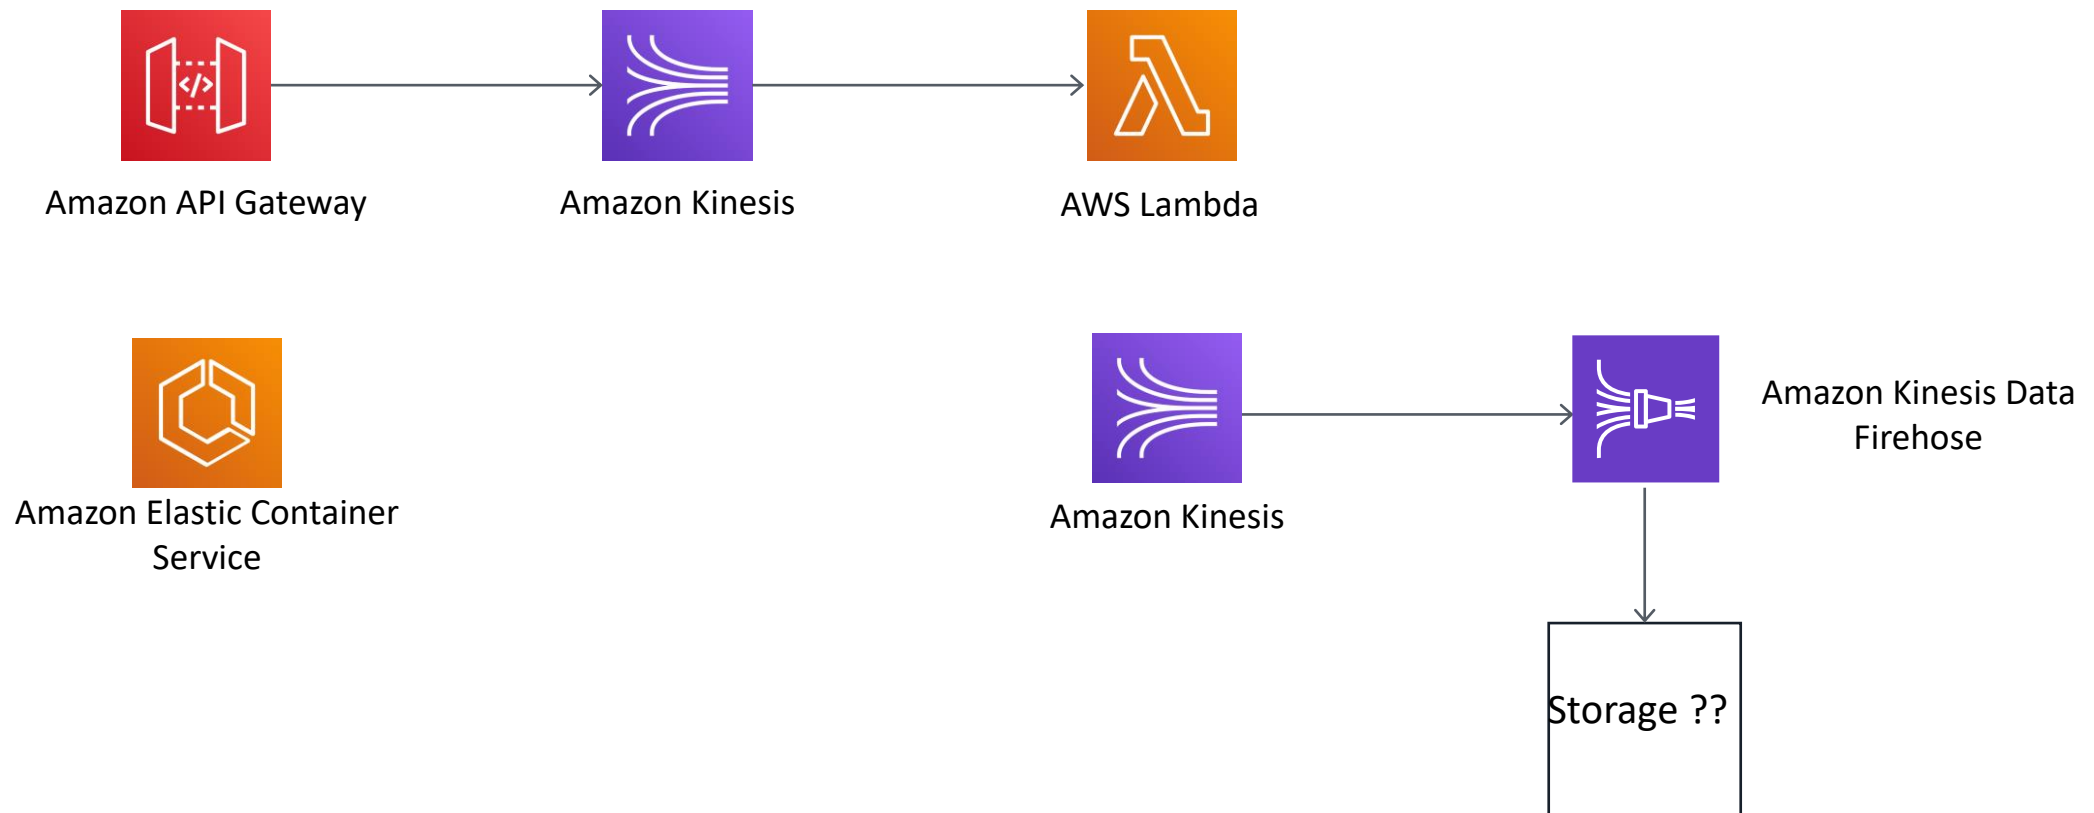 </>
Amazon API Gateway
Amazon Kinesis
AWS Lambda
Amazon Elastic Container
Service
Amazon Kinesis
Amazon Kinesis Data
Firehose
Storage ??